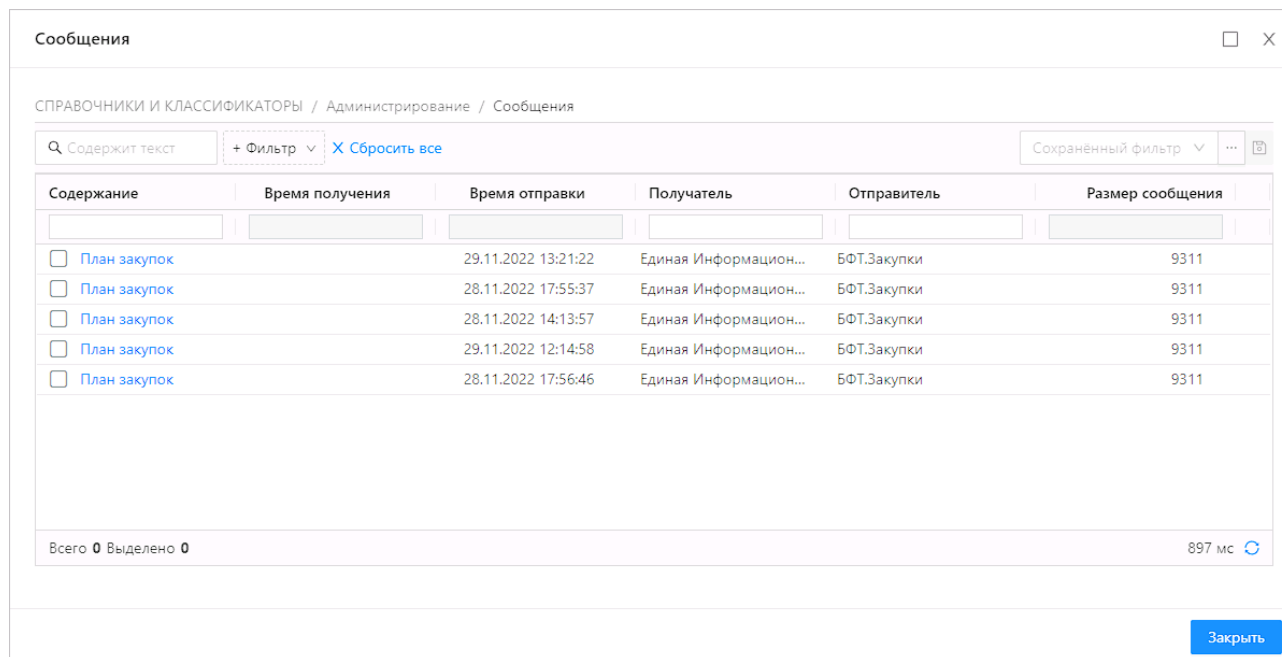 Сообщения
СПРАВОЧНИКИ И КЛАССИФИКАТОРЫ / Администрирование / Сообщения
Содержит текст + Фильтр Сбросить все Сохранённый фильтр ...
Содержание Время получения Время отправки Получатель Отправитель Размер сообщения
План закупок 29.11.2022 13:21:22 Единая Информацион... БФТ.Закупки 9311
План закупок 28.11.2022 17:55:37 Единая Информацион... БФТ.Закупки 9311
План закупок 28.11.2022 14:13:57 Единая Информацион... БФТ.Закупки 9311
План закупок 29.11.2022 12:14:58 Единая Информацион... БФТ.Закупки 9311
План закупок 28.11.2022 17:56:46 Единая Информацион... БФТ.Закупки 9311
Всего 0 Выделено 0 897 мс
Закрыть